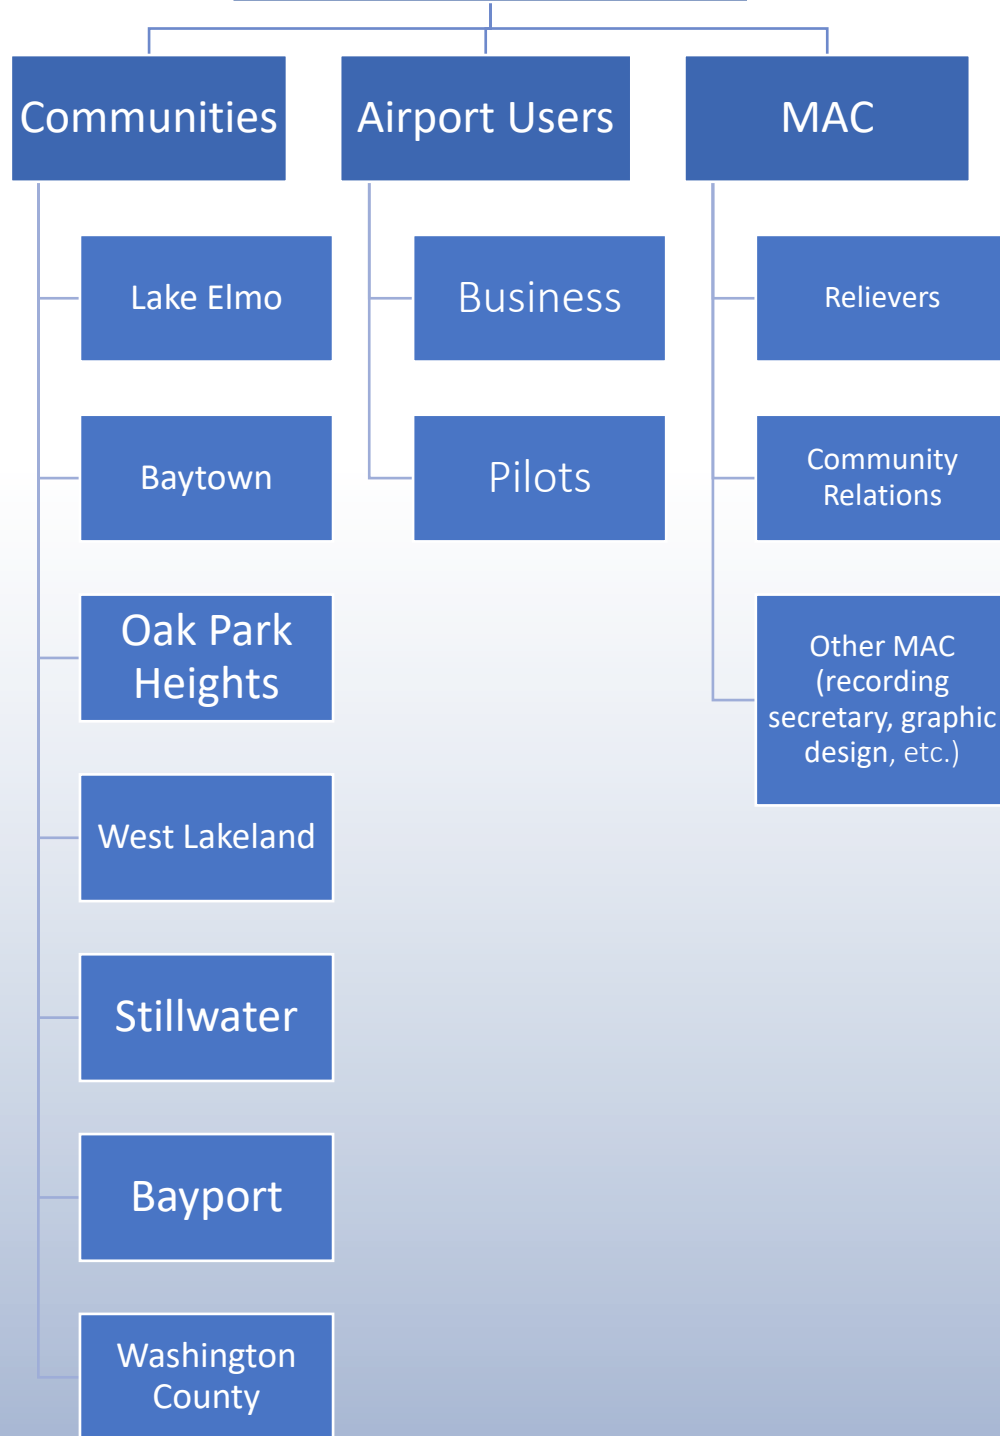 Communities
Airport Users
MAC
Lake Elmo
Business
Relievers
Baytown
Pilots
Community
Relations
Oak Park
Heights
Other MAC
(recording
secretary, graphic
design, etc.)
West Lakeland
Stillwater
Bayport
Washington
County